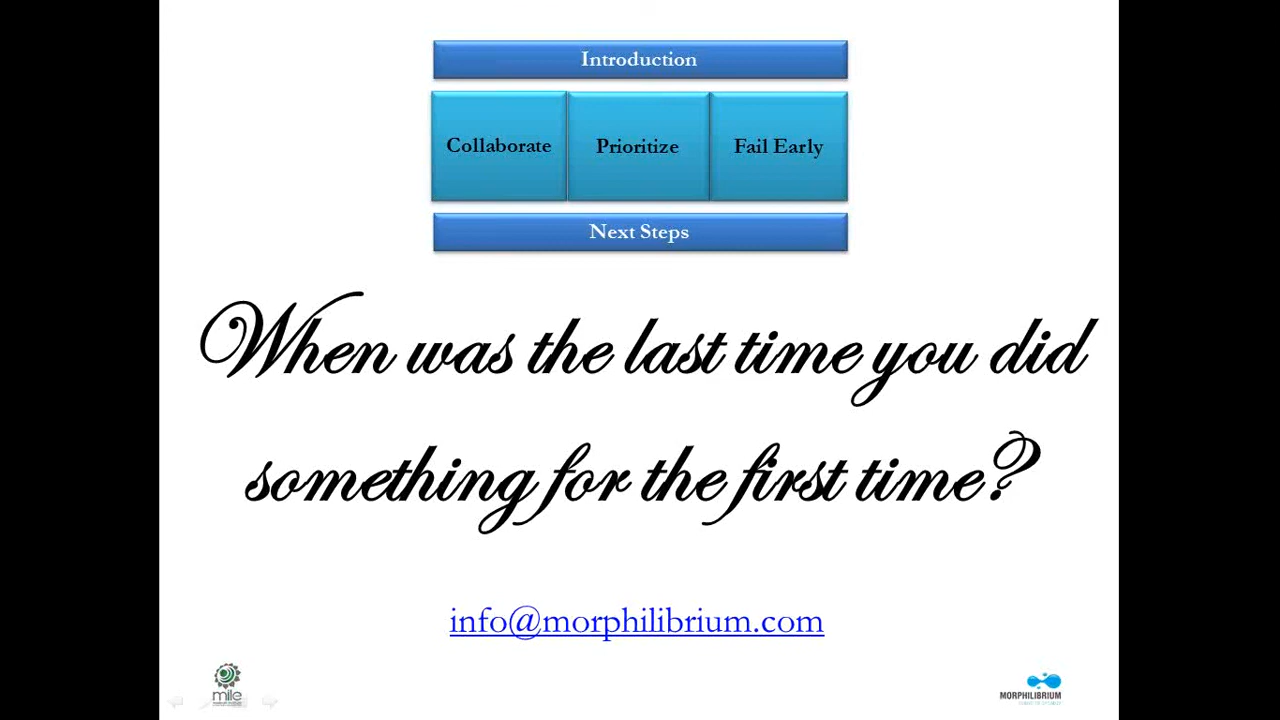 Introduction
Collaborate Prioritize Fail Early
Next Steps
When was the last time you did
something for the first time?
info@morphilibrium.com
mile
MORPHILIBRIUM